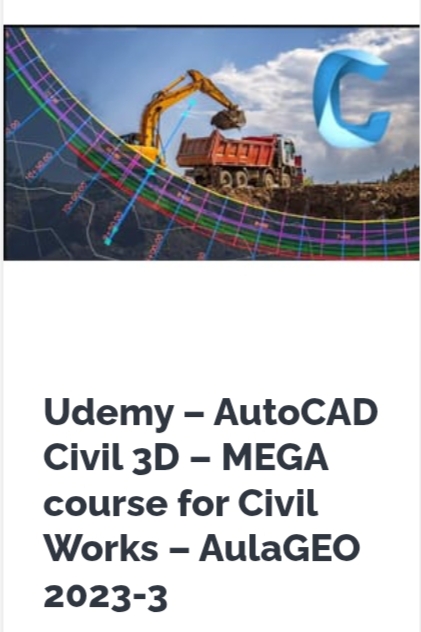 Udemy – AutoCAD
Civil 3D – MEGA
course for Civil
Works – AulaGEO
2023-3